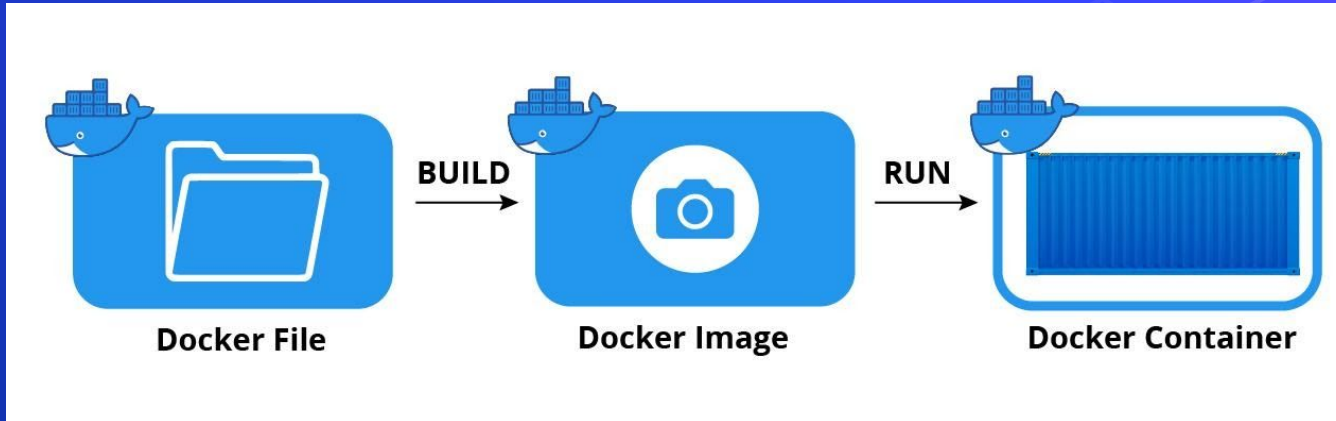 BUILD
RUN
Docker File
Docker Image
Docker Container